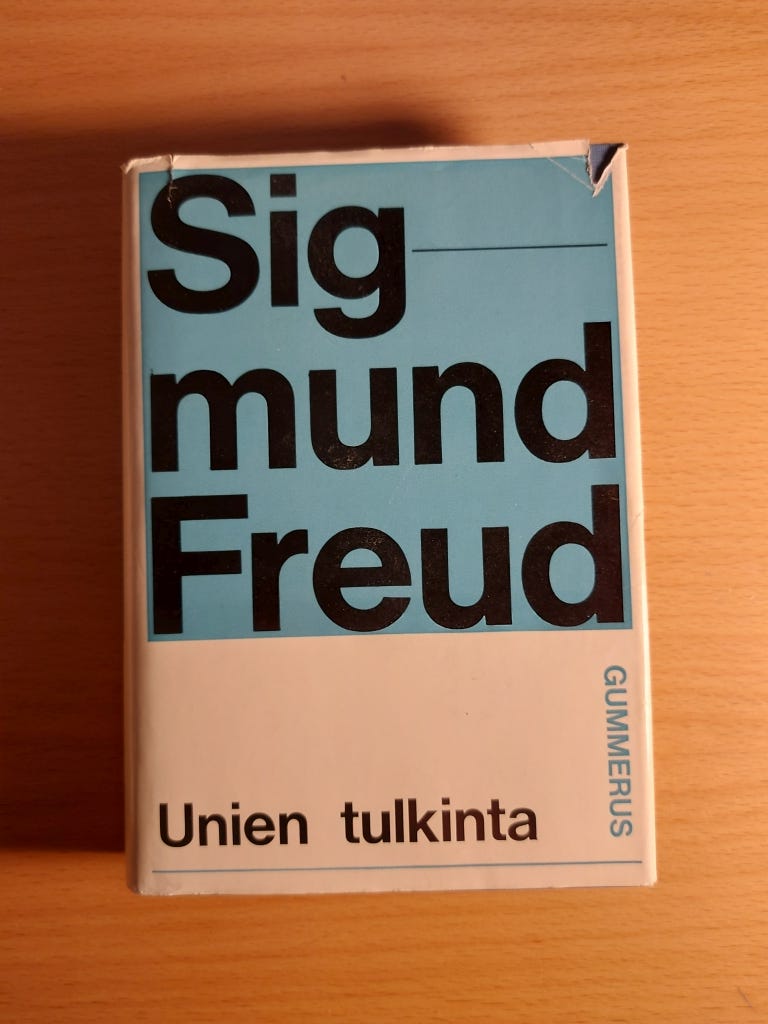 Sig
mund
Freud
GUMMERUS
Unien tulkinta